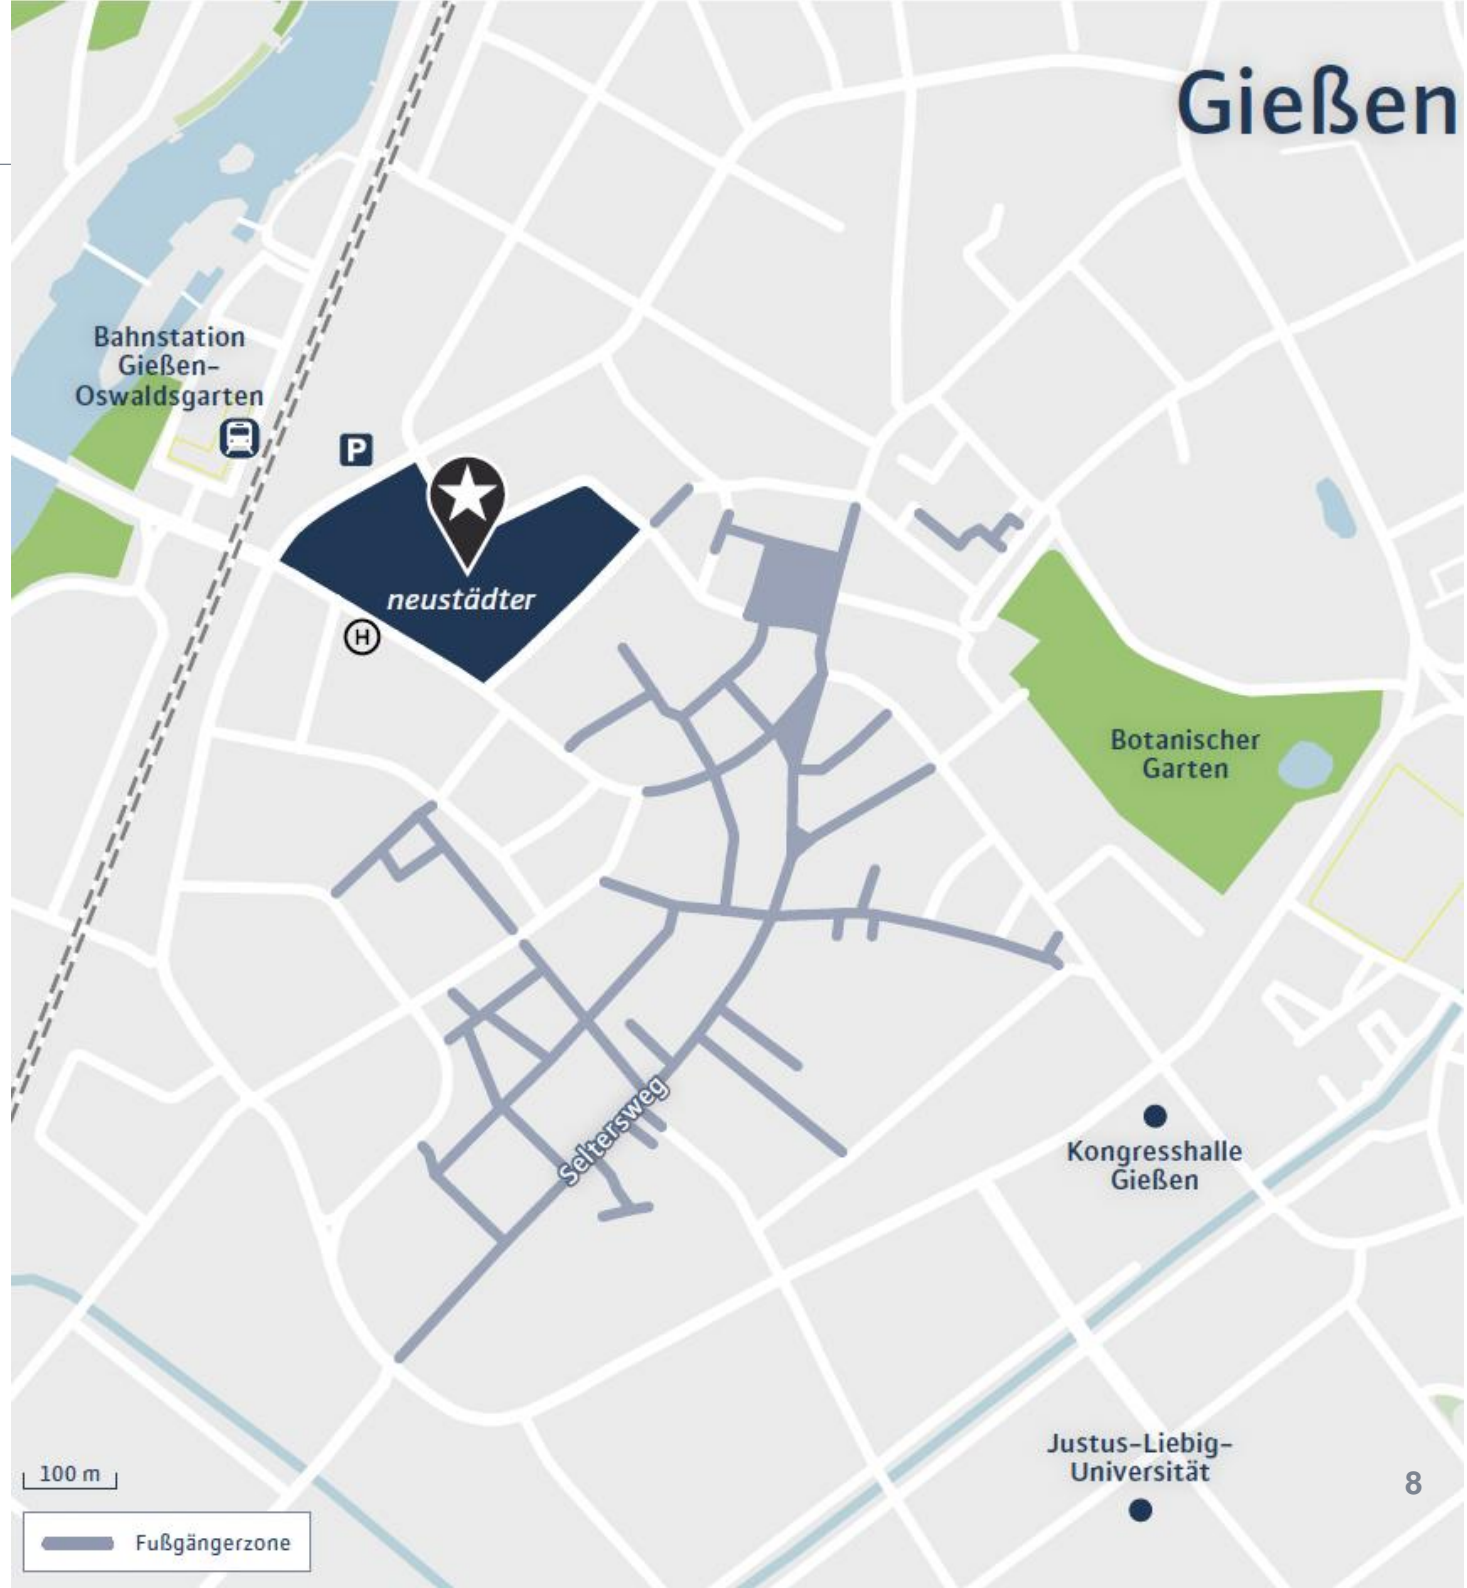 Gießen
Bahnstation
Gießen-
Oswaldsgarten
P
neustädter
H
Botanischer
Garten
Seltersweg
Kongresshalle
Gießen
Justus-Liebig-
Universität
8
100 m
Fußgängerzone